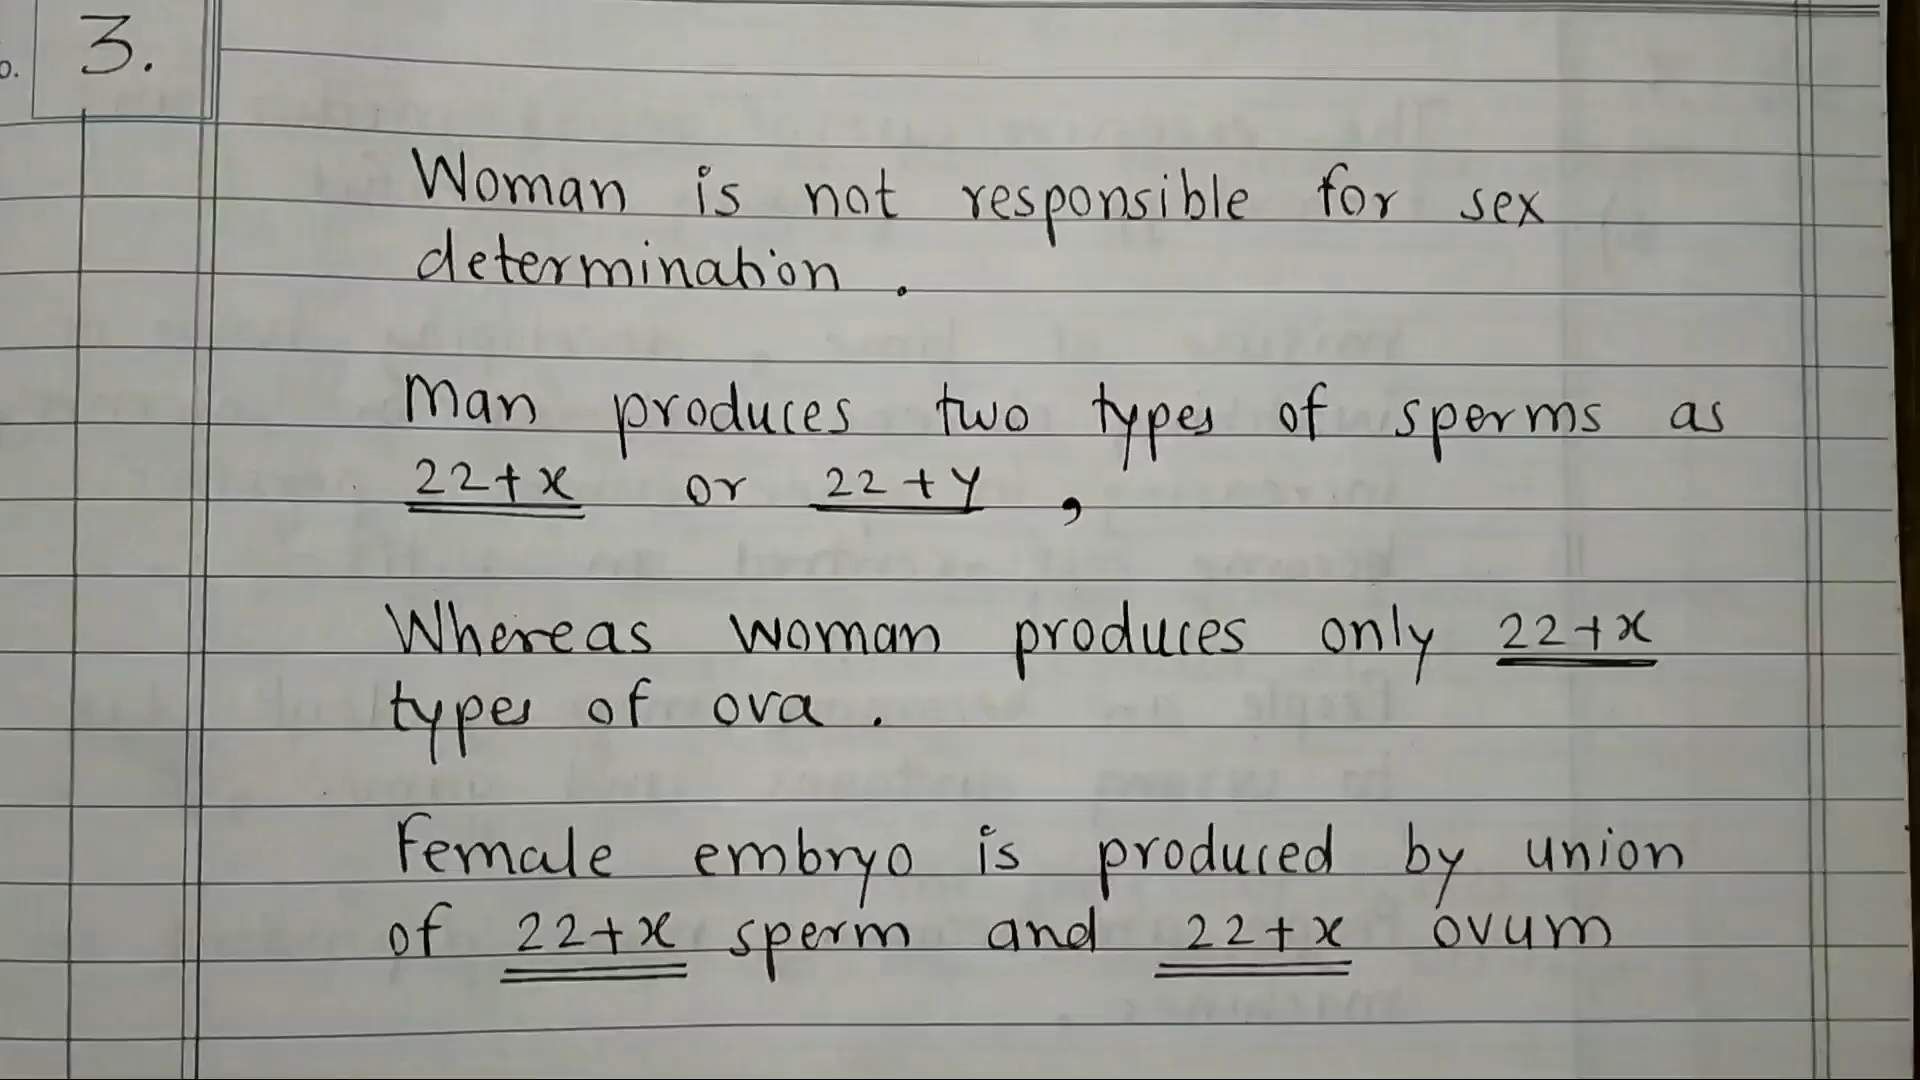 o.
3.
Woman is not responsible for sex
determination.
Man produces two types of sperms as
22+x or 22+y,
Whereas woman produces only 22+x
types of ova.
Female embryo is produced by union
of 22+x sperm and 22+x ovum